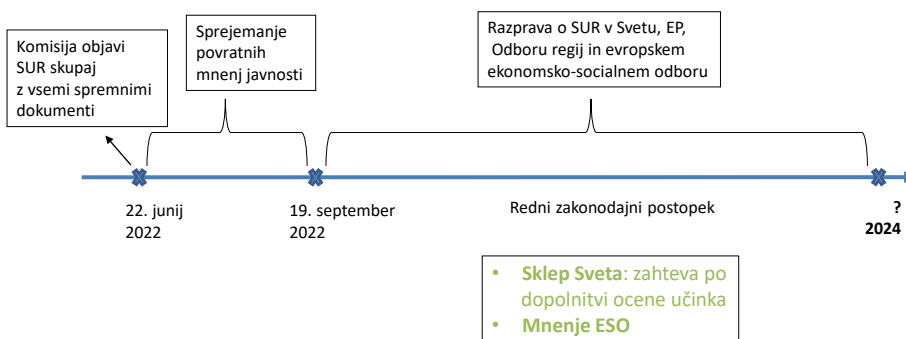 Komisija objavi
SUR skupaj
z vsemi spremnimi
dokumenti
Sprejemanje
povratnih
mnenj javnosti
Razprava o SUR v Svetu, EP,
Odboru regij in evropskem
ekonomsko-socialnem odboru
22. junij
2022
19. september
2022
Redni zakonodajni postopek
?
2024
• Sklep Sveta: zahteva po
dopolnitvi ocene učinka
• Mnenje ESO